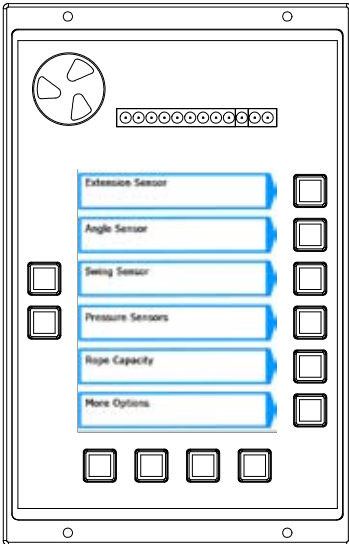 Extension Sensor
Angle Sensor
Swing Sensor
Pressure Sensors
Rope Capacity
More Options